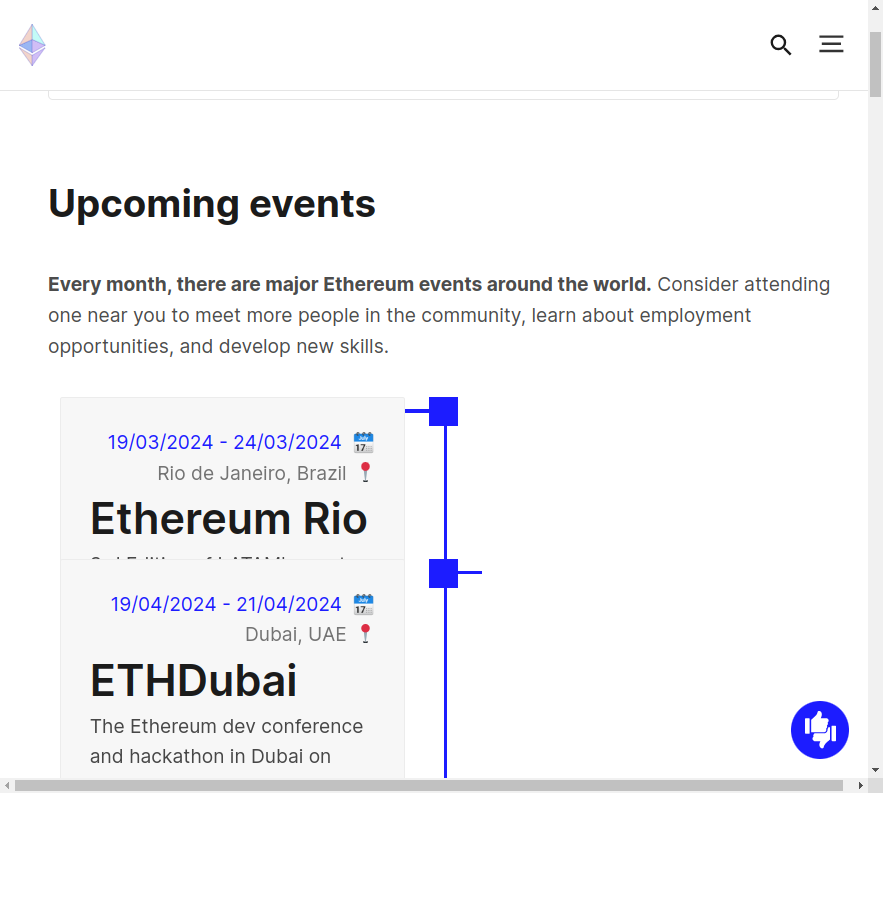 Upcoming events
Every month, there are major Ethereum events around the world. Consider attending
one near you to meet more people in the community, learn about employment
opportunities, and develop new skills.
19/03/2024 - 24/03/2024
Rio de Janeiro, Brazil
Ethereum Rio
19/04/2024 - 21/04/2024
Dubai, UAE
ETHDubai
The Ethereum dev conference
and hackathon in Dubai on